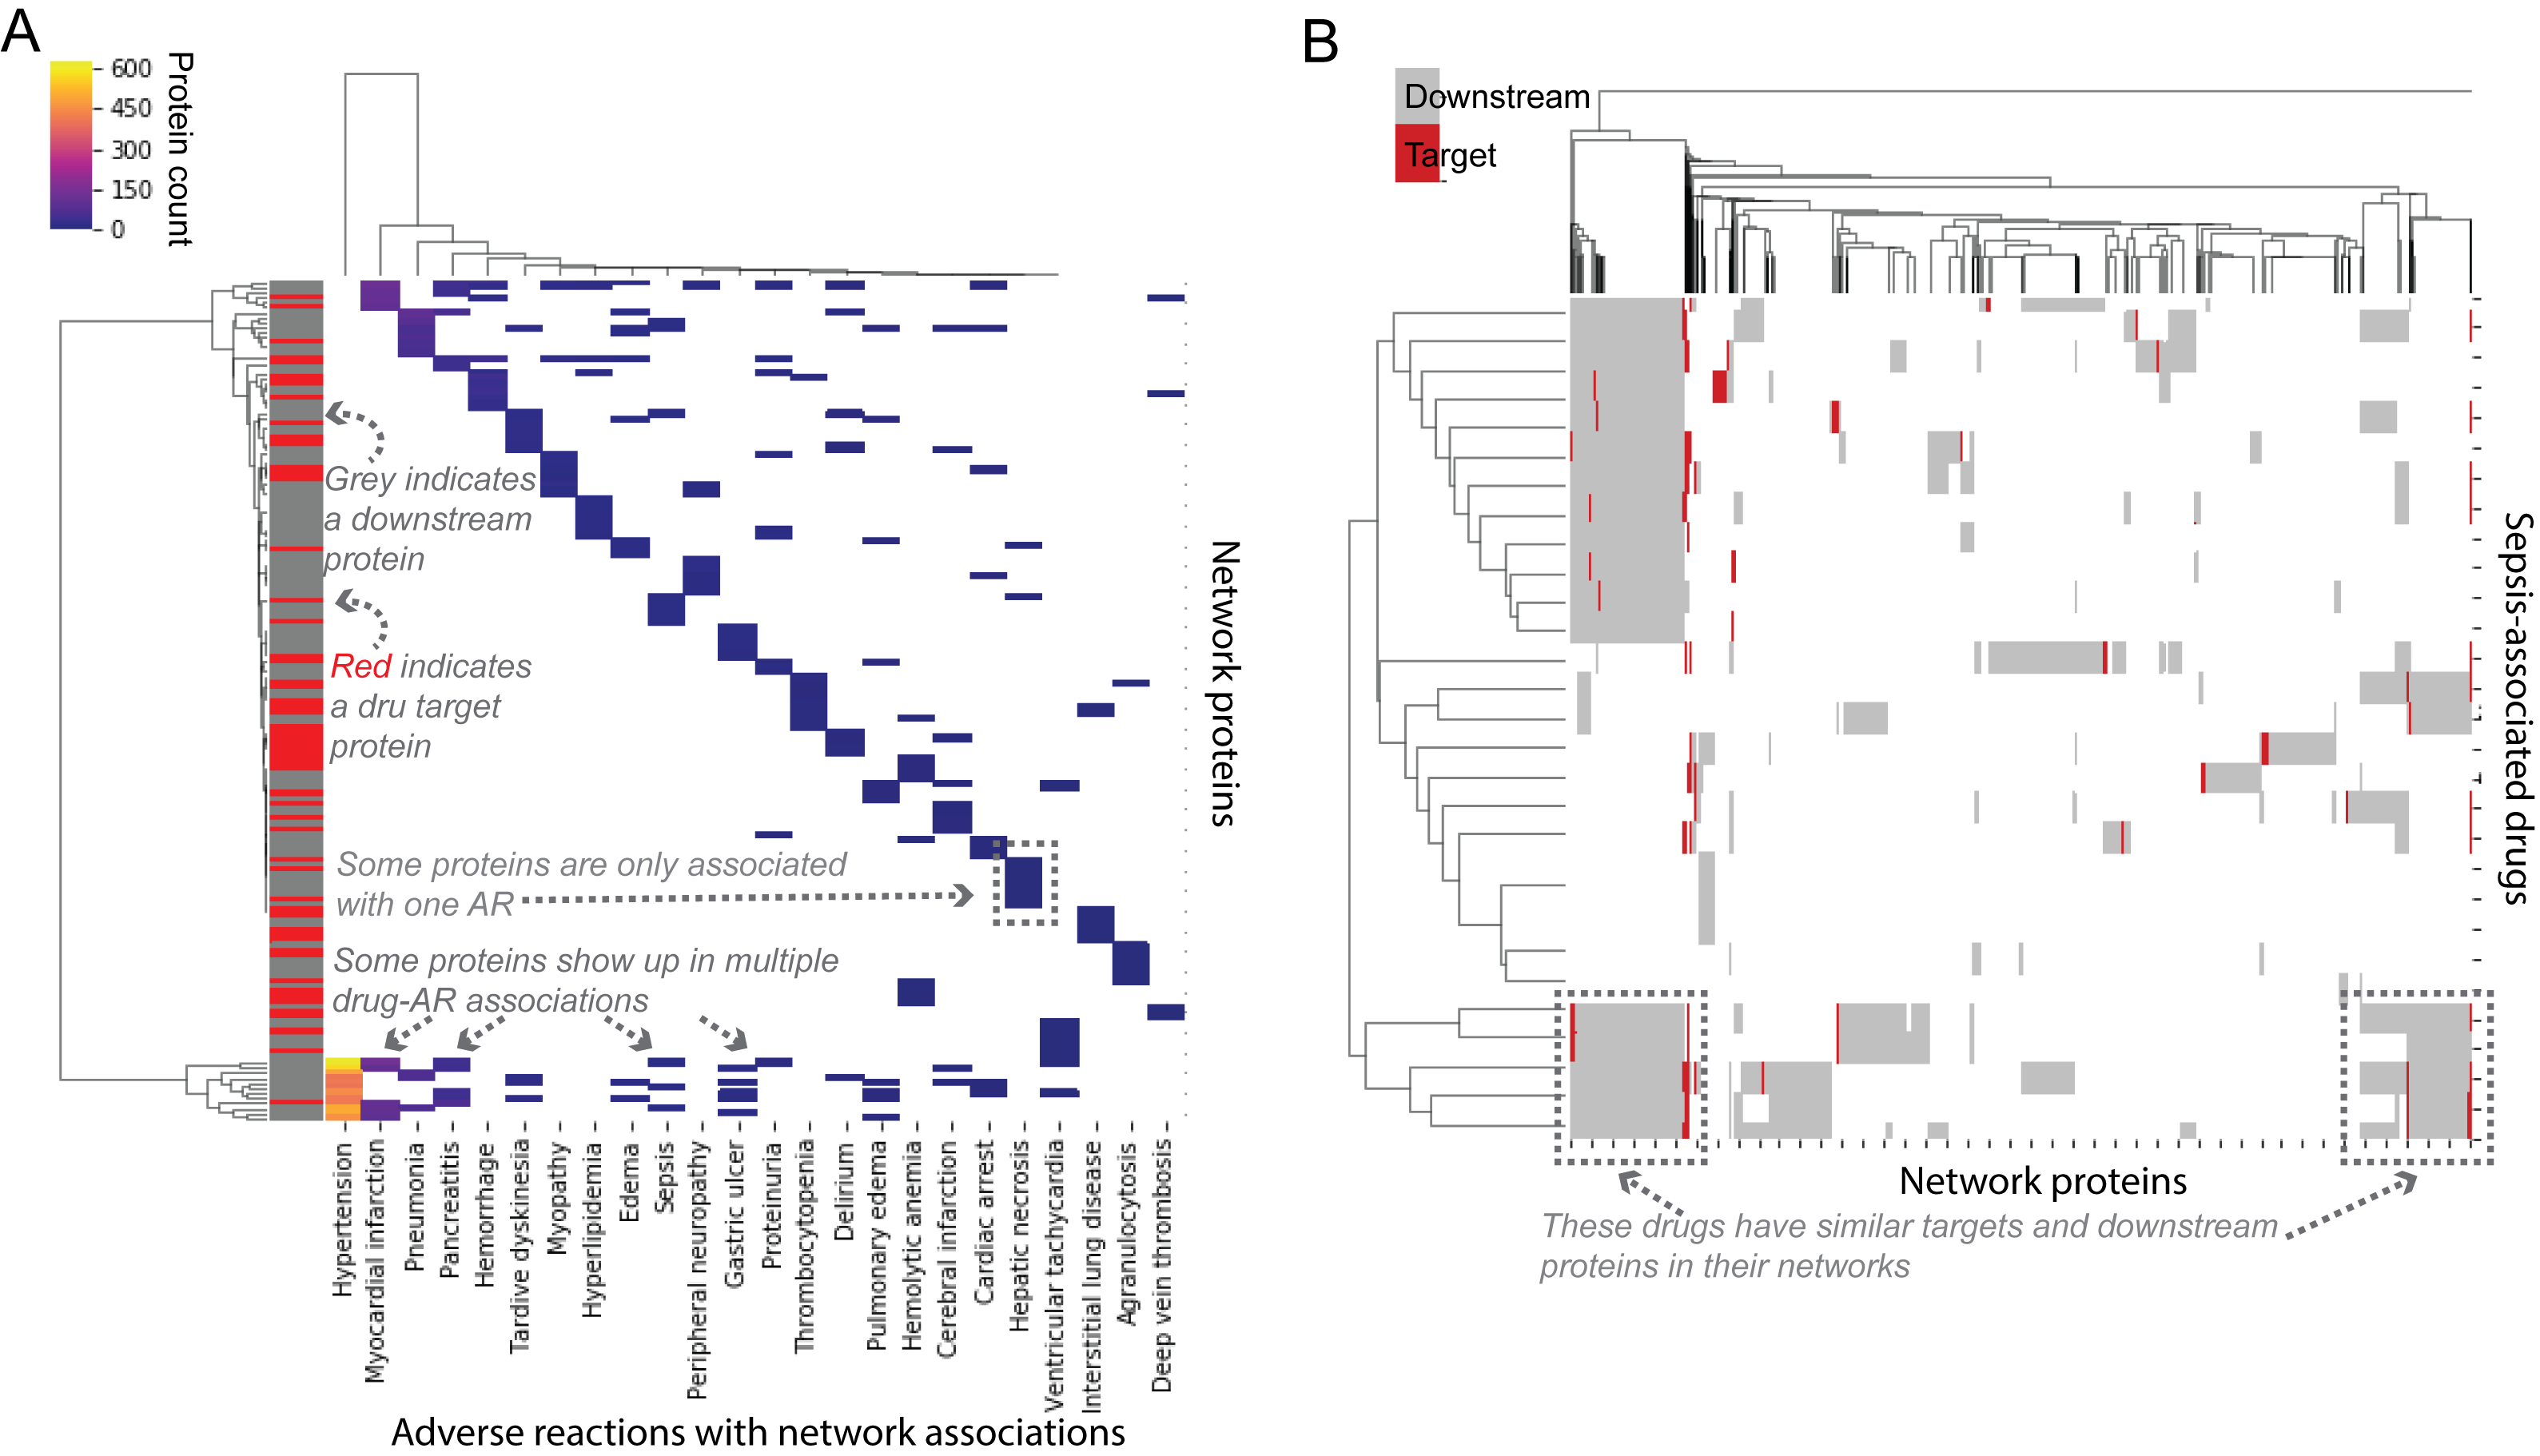 A
600
450
300
150
0
Protein count
Grey indicates
a downstream
protein
Red indicates
a dru target
protein
Some proteins are only associated
with one AR
Some proteins show up in multiple
drug-AR associations
Network proteins
Hypertension
Myocardial infarction
Pneumonia
Pancreatitis
Hemorrhage
Tardive dyskinesia
Myopathy
Hyperlipidemia
Edema
Sepsis
Peripheral neuropathy
Gastric ulcer
Proteinuria
Thrombocytopenia
Delirium
Pulmonary edema
Hemolytic anemia
Cerebral infarction
Cardiac arrest
Hepatic necrosis
Ventricular tachycardia
Interstitial lung disease
Agranulocytosis
Deep vein thrombosis
Adverse reactions with network associations
B
Downstream
Target
Sepsis-associated drugs
Network proteins
These drugs have similar targets and downstream
proteins in their networks